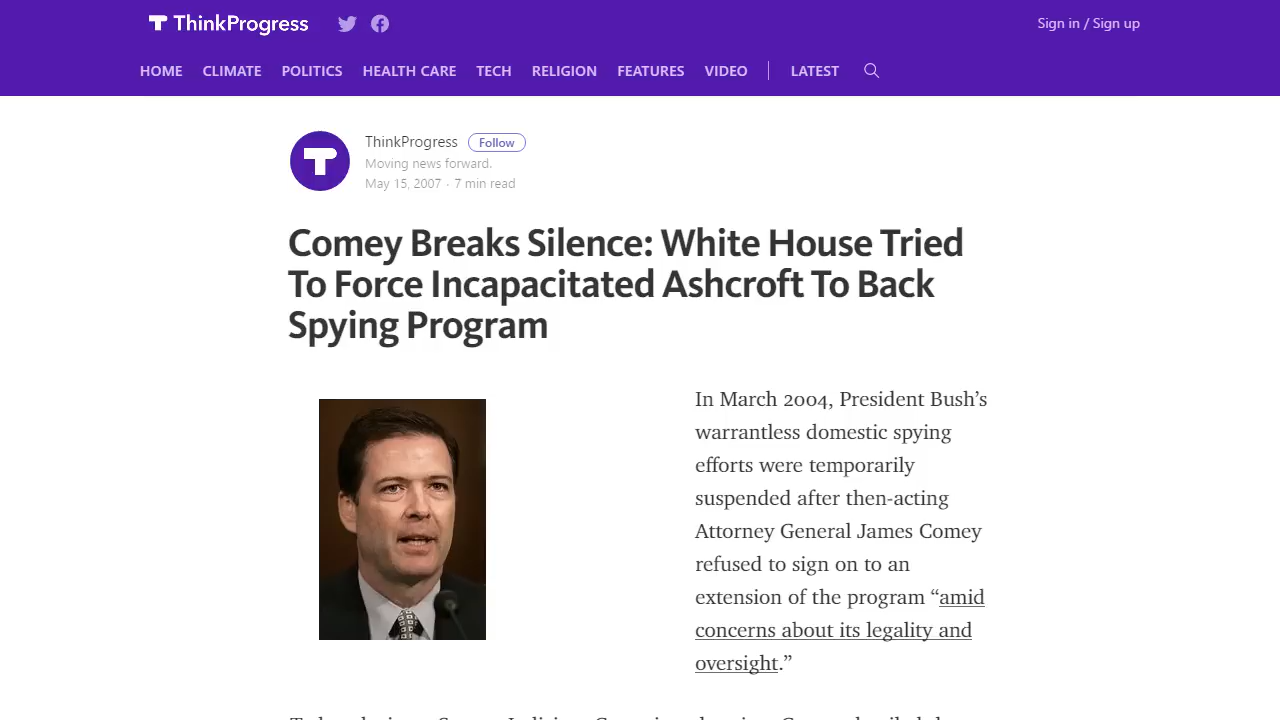 ThinkProgress
Sign in / Sign up
HOME CLIMATE POLITICS HEALTH CARE TECH RELIGION FEATURES VIDEO LATEST
ThinkProgress Follow
Moving news forward.
May 15, 2007 · 7 min read
Comey Breaks Silence: White House Tried
To Force Incapacitated Ashcroft To Back
Spying Program
In March 2004, President Bush’s
warrantless domestic spying
efforts were temporarily
suspended after then-acting
Attorney General James Comey
refused to sign on to an
extension of the program “amid
concerns about its legality and
oversight.”